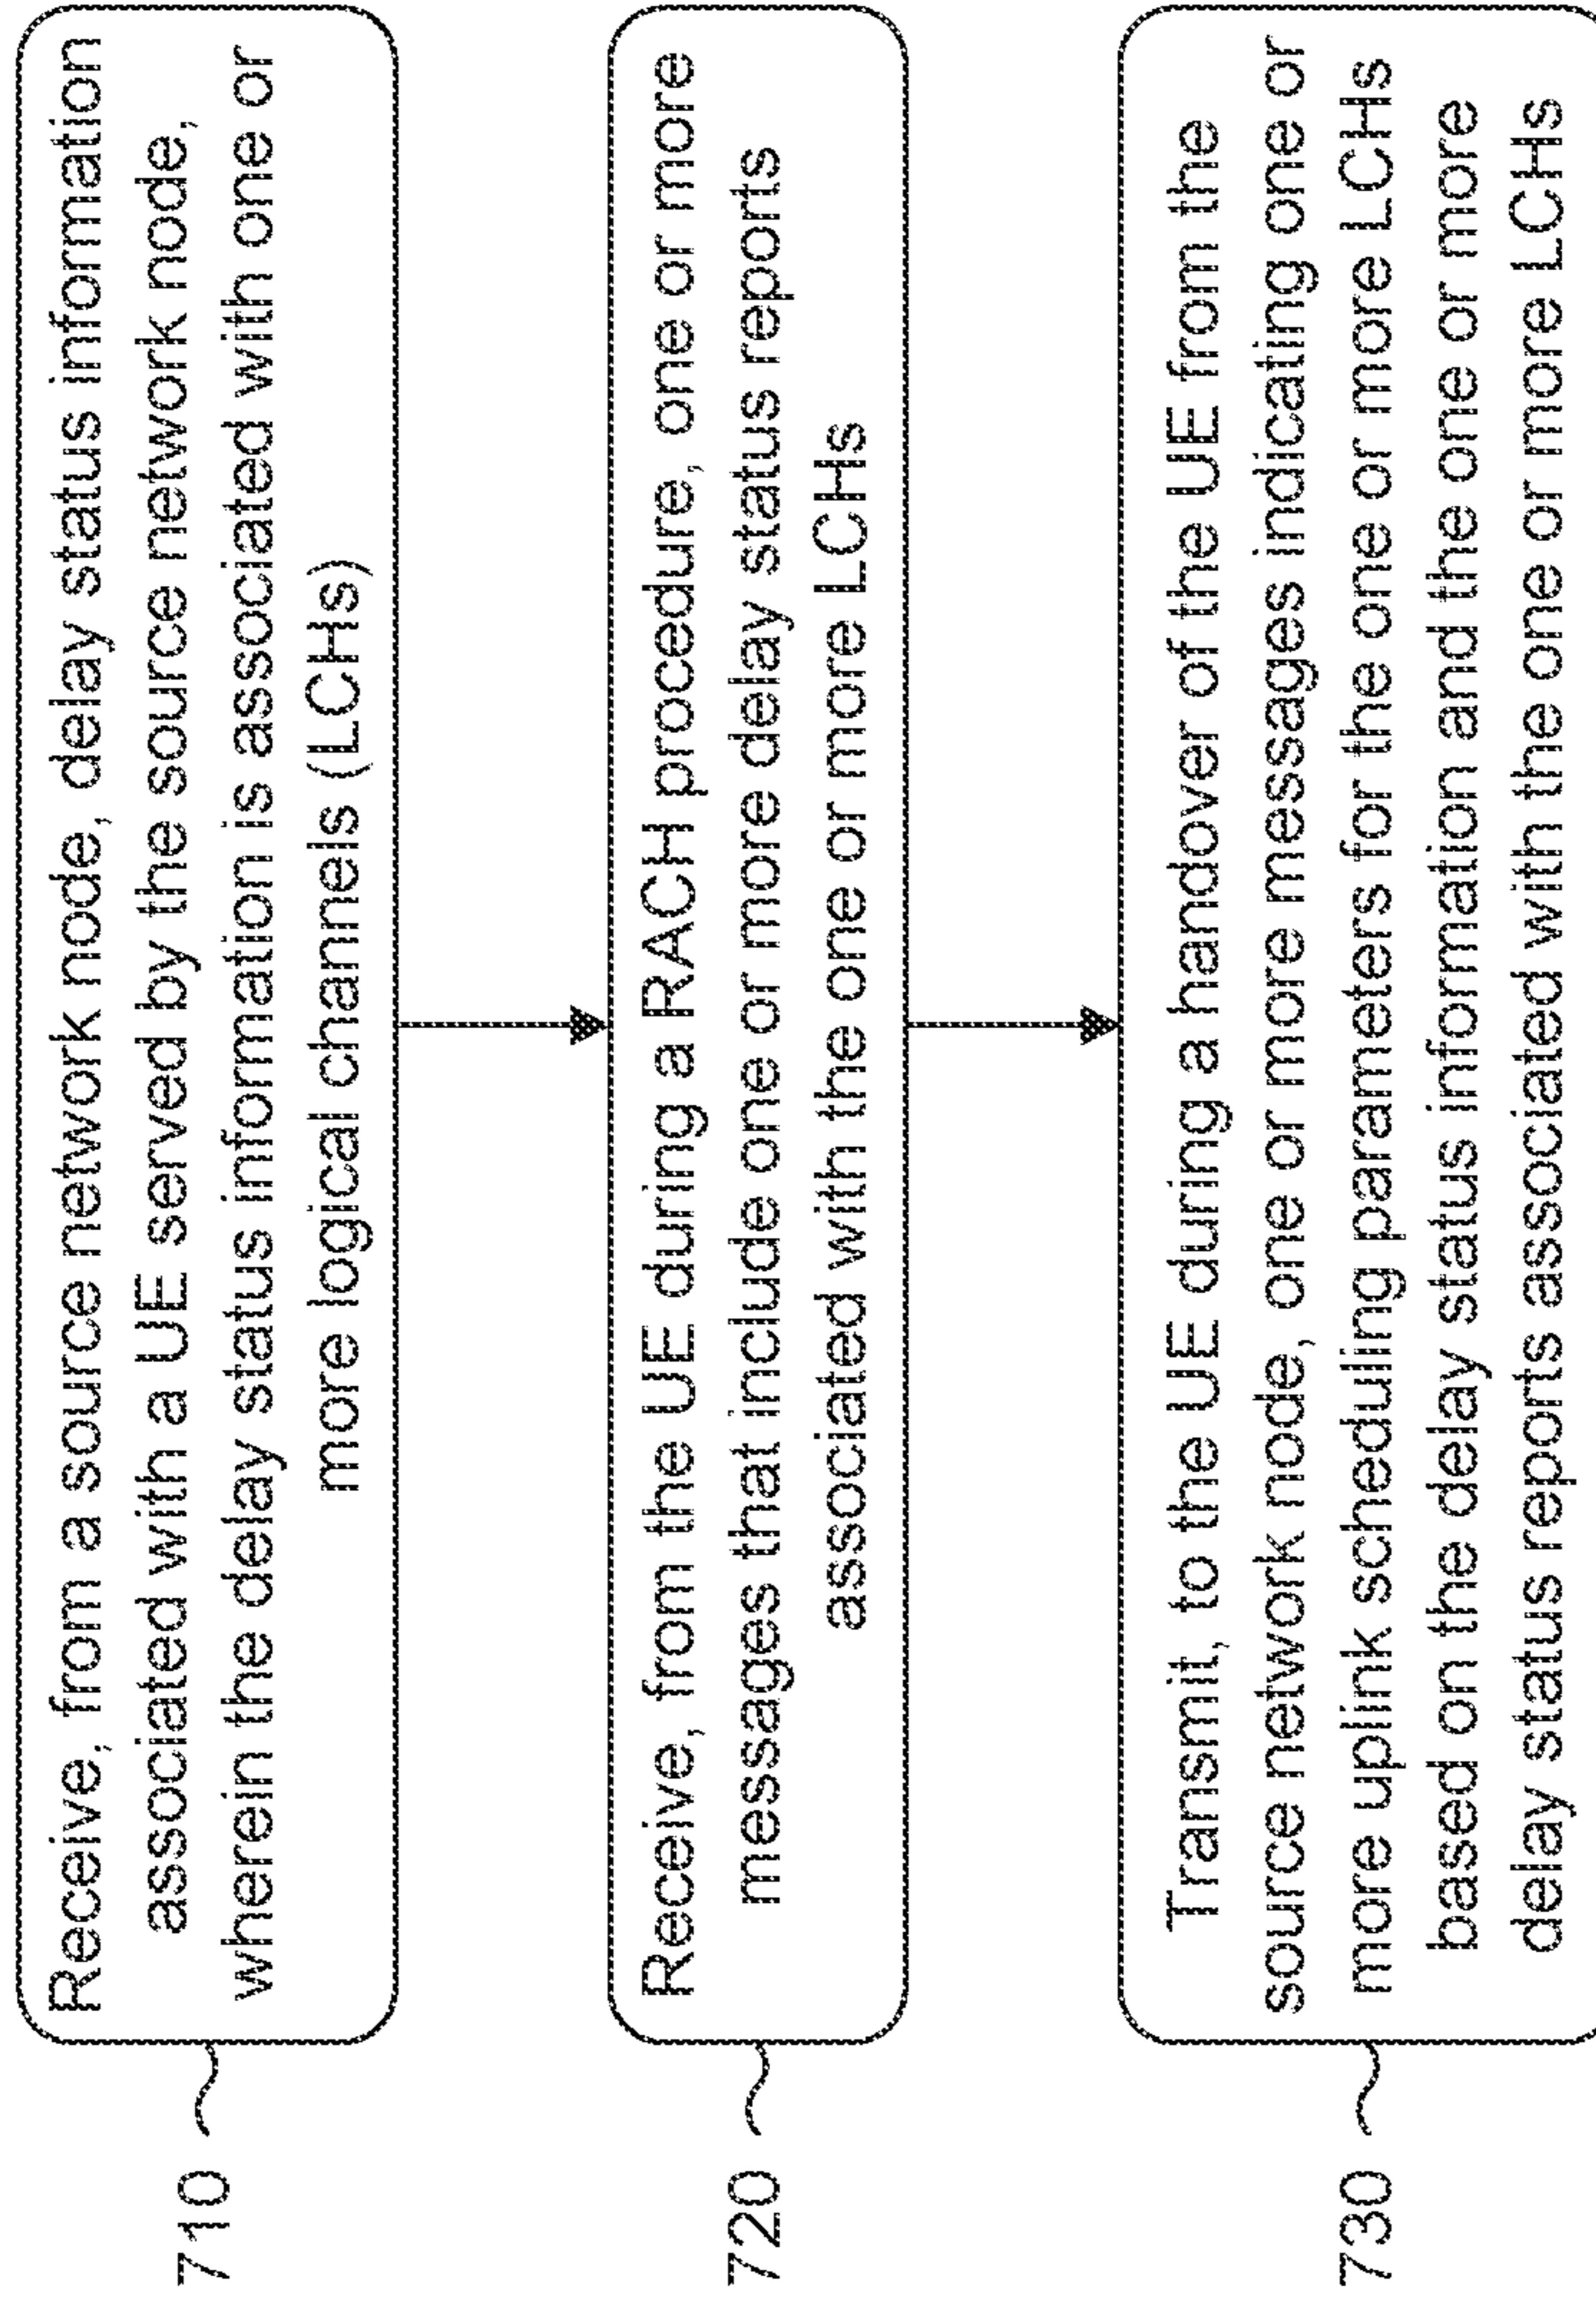 710
Receive, from a source network node, delay status information
associated with a UE served by the source network node,
wherein the delay status information is associated with one or
more logical channels (LCHs)
720
Receive, from the UE during a RACH procedure, one or more
messages that include one or more delay status reports
associated with the one or more LCHs
730
Transmit, to the UE during a handover of the UE from the
source network node, one or more messages indicating one or
more uplink scheduling parameters for the one or more LCHs
based on the delay status information and the one or more
delay status reports associated with the one or more LCHs